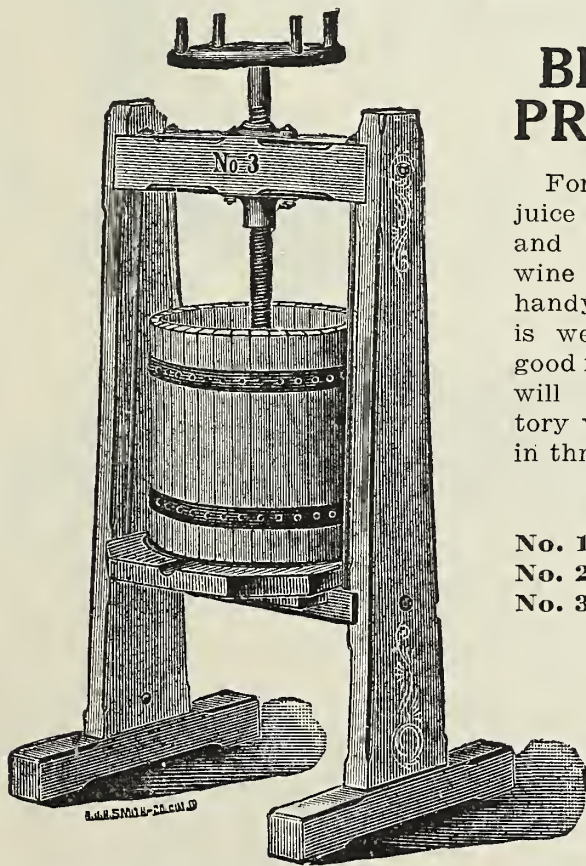 No 3
PR
For
juice
and
wine
handy
is we
good
will
tory
in thr
No. 1
No. 2
No. 3